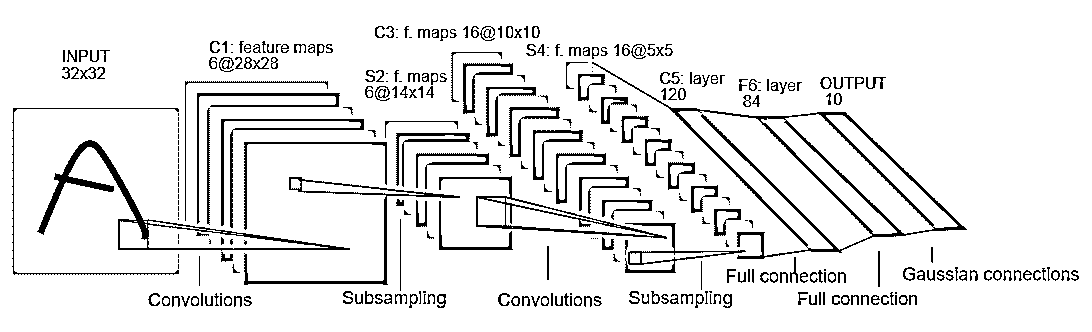 INPUT
32x32
C1: feature maps
6@28x28
S2: f. maps
6@14x14
C3: f. maps 16@10x10
S4: f. maps 16@5x5
C5: layer
120
F6: layer
84
OUTPUT
10
Convolutions
Subsampling
Convolutions
Subsampling
Full connection
Full connection
Gaussian connections